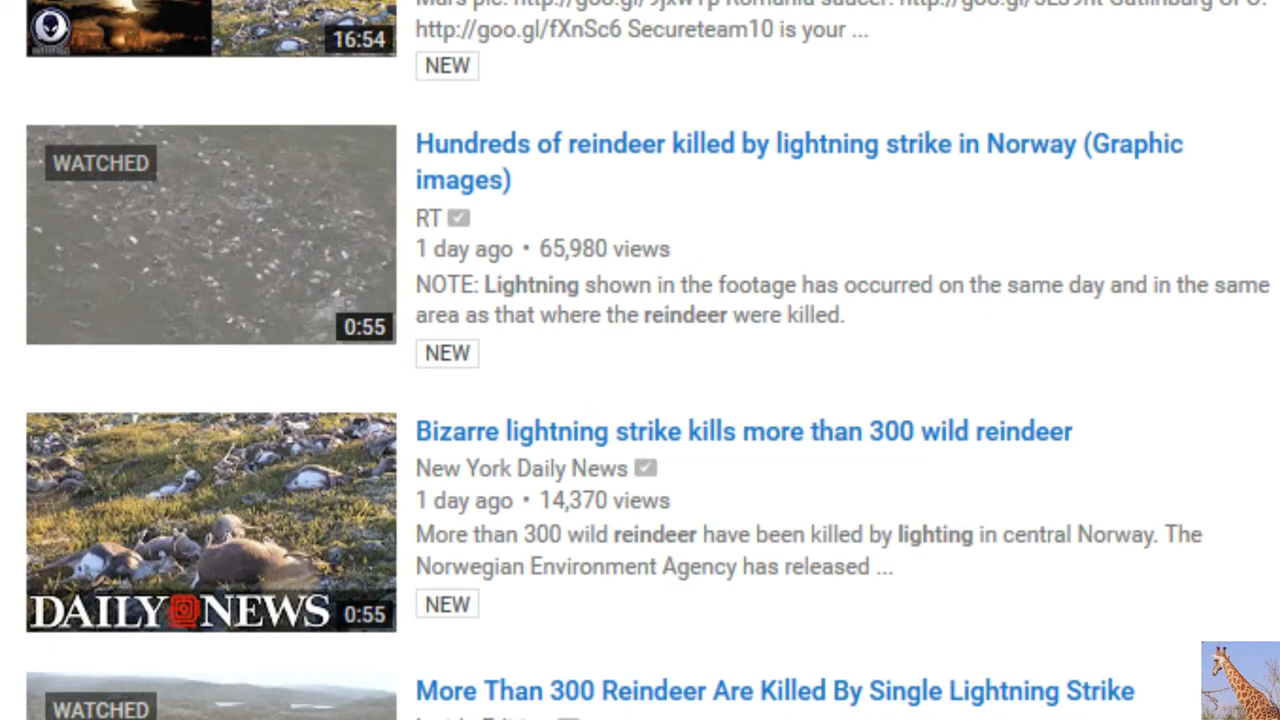 16:54
http://goo.gl/fXnSc6 Secureteam10 is your ...
NEW
WATCHED
0:55
Hundreds of reindeer killed by lightning strike in Norway (Graphic
images)
RT
1 day ago • 65,980 views
NOTE: Lightning shown in the footage has occurred on the same day and in the same
area as that where the reindeer were killed.
NEW
DAILY NEWS
0:55
Bizarre lightning strike kills more than 300 wild reindeer
New York Daily News
1 day ago • 14,370 views
More than 300 wild reindeer have been killed by lighting in central Norway. The
Norwegian Environment Agency has released ...
NEW
WATCHED
More Than 300 Reindeer Are Killed By Single Lightning Strike